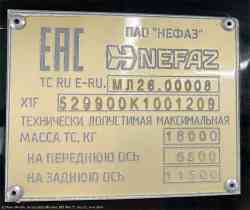 ПАО "НЕФАЗ"
EAC NEFAZ
ТС RU E-RU. МЛ26.00008
X1F 529900K1001209
ТЕХНИЧЕСКИ ДОПУСТИМАЯ МАКСИМАЛЬНАЯ
МАССА ТС, КГ 18000
НА ПЕРЕДНЮЮ ОСЬ 6500
НА ЗАДНЮЮ ОСЬ 11500